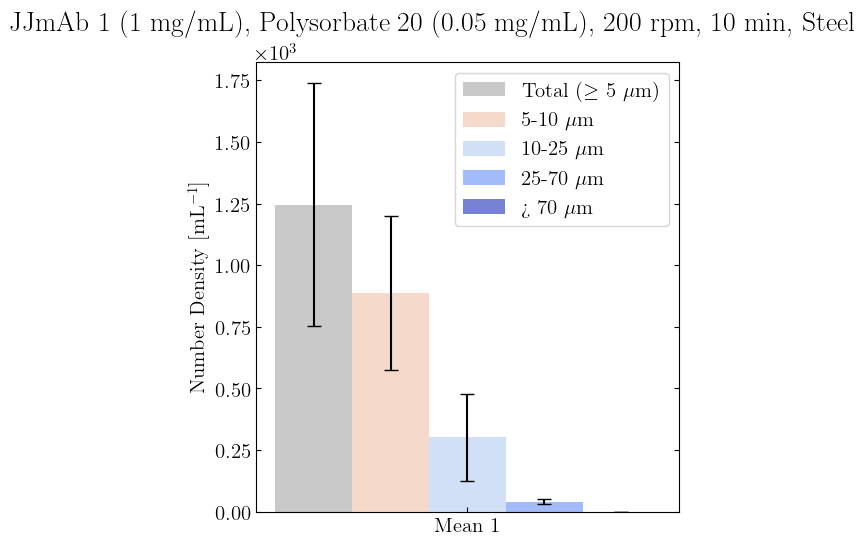 JJmAb 1 (1 mg/mL), Polysorbate 20 (0.05 mg/mL), 200 rpm, 10 min, Steel
×10³
1.75
1.50
1.25
1.00
0.75
0.50
0.25
0.00
Number Density [mL⁻¹]
Total (≥ 5 μm)
5-10 μm
10-25 μm
25-70 μm
¿ 70 μm
Mean 1